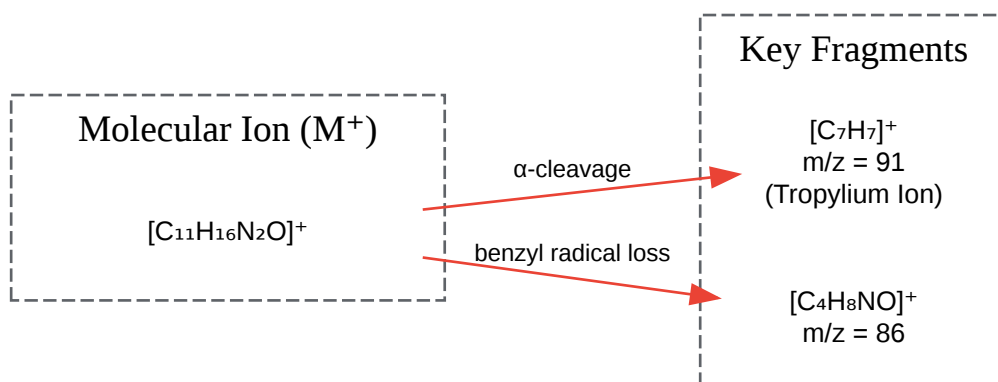 Key Fragments
Molecular Ion (M⁺)
[C₇H₇]⁺
m/z = 91
(Tropylium Ion)
α-cleavage
[C₁₁H₁₆N₂O]⁺
benzyl radical loss
[C₄H₈NO]⁺
m/z = 86